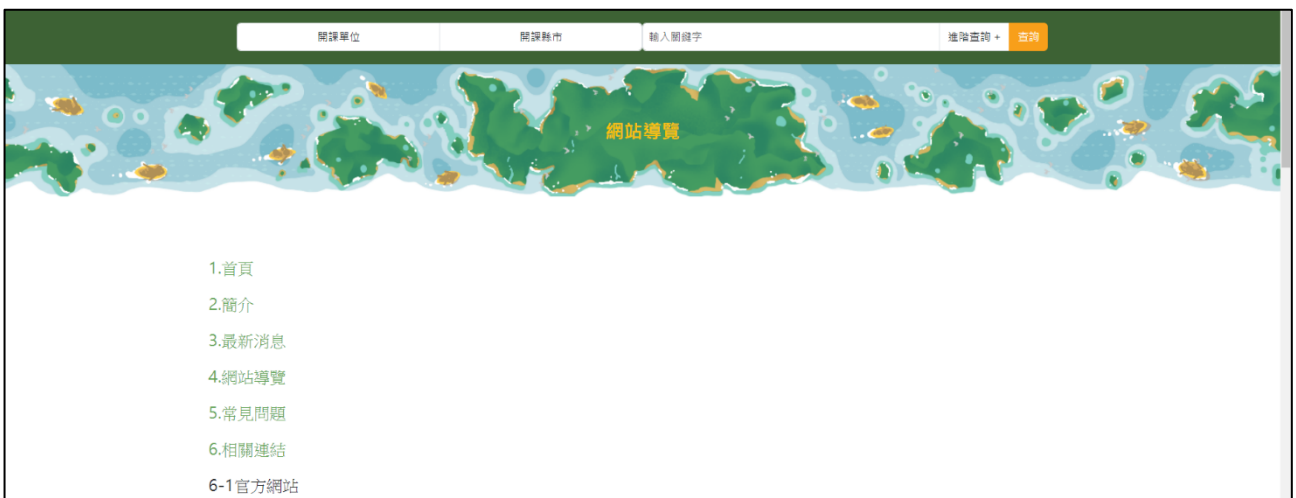 開課單位 開課縣市 輸入關鍵字 進階查詢 + 查詢
網站導覽
1.首頁
2.簡介
3.最新消息
4.網站導覽
5.常見問題
6.相關連結
6-1官方網站